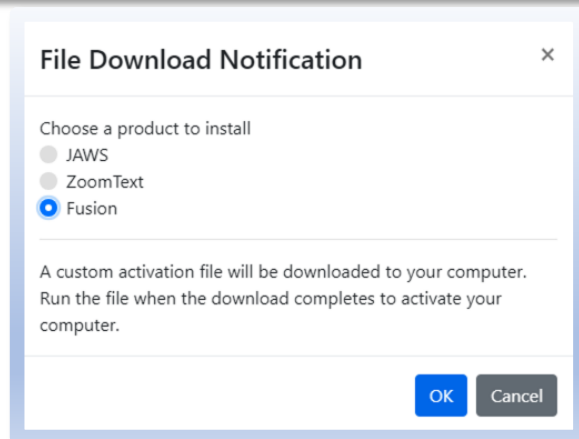 File Download Notification
×
Choose a product to install
JAWS
ZoomText
Fusion
A custom activation file will be downloaded to your computer.
Run the file when the download completes to activate your
computer.
OK
Cancel